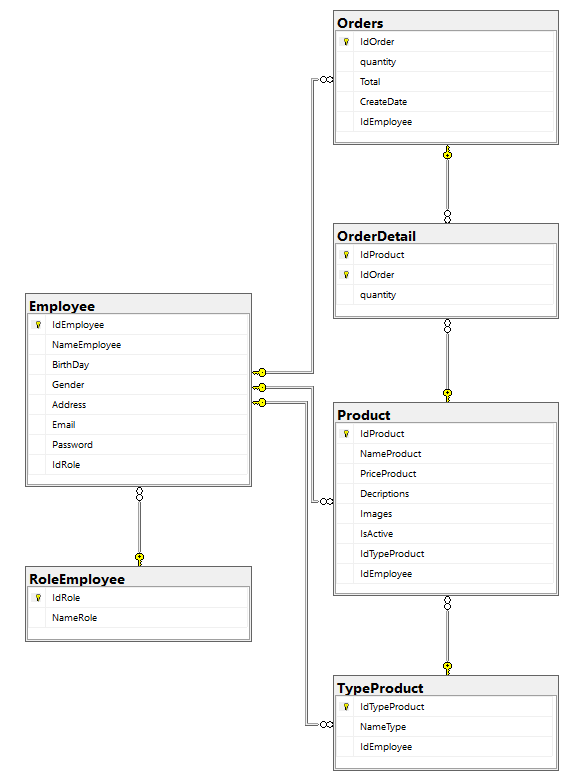 Orders
IdOrder
quantity
Total
CreateDate
IdEmployee
OrderDetail
IdProduct
IdOrder
quantity
Employee
IdEmployee
NameEmployee
BirthDay
Gender
Address
Email
Password
IdRole
Product
IdProduct
NameProduct
PriceProduct
Decriptions
Images
IsActive
IdTypeProduct
IdEmployee
RoleEmployee
IdRole
NameRole
TypeProduct
IdTypeProduct
NameType
IdEmployee